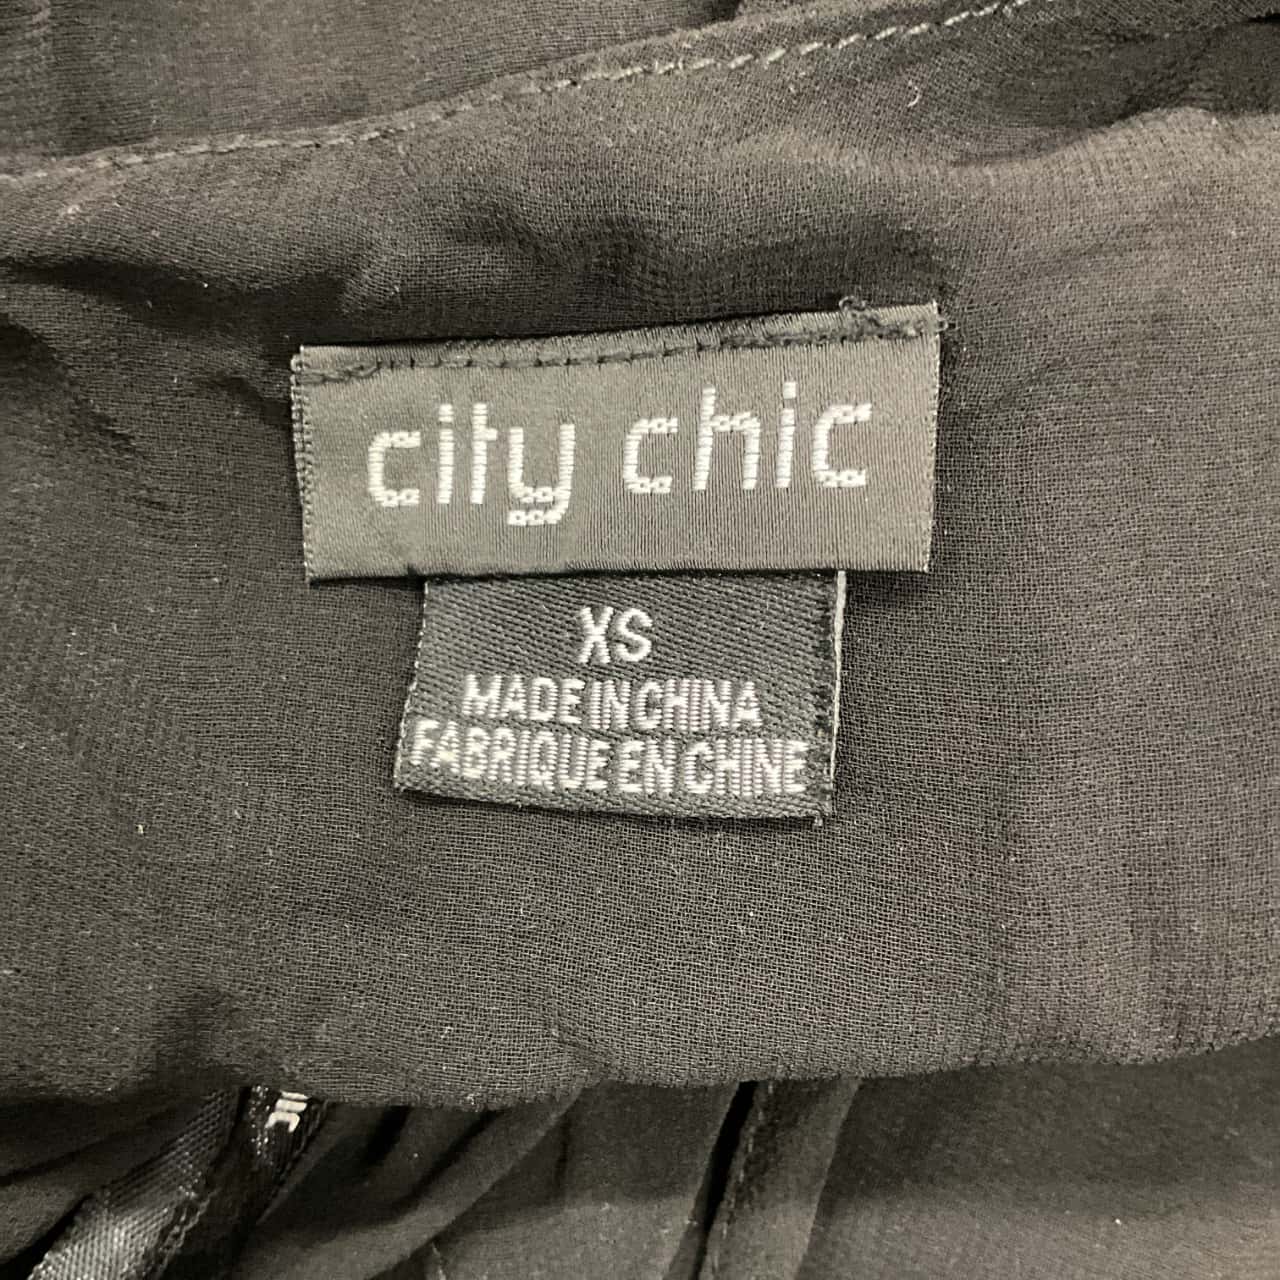 city chic
XS
MADE IN CHINA
FABRIQUE EN CHINE